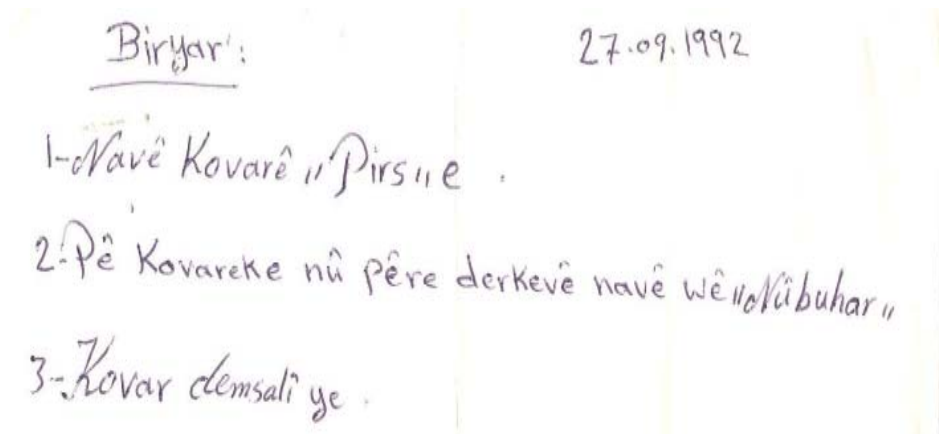 Biryar: 27.09.1992
1-Navê Kovarê „Pirs„e .
2-Pê Kovareke nû pêre derkevê navê wê„Nûbuhar„
3-Kovar demsalî ye.